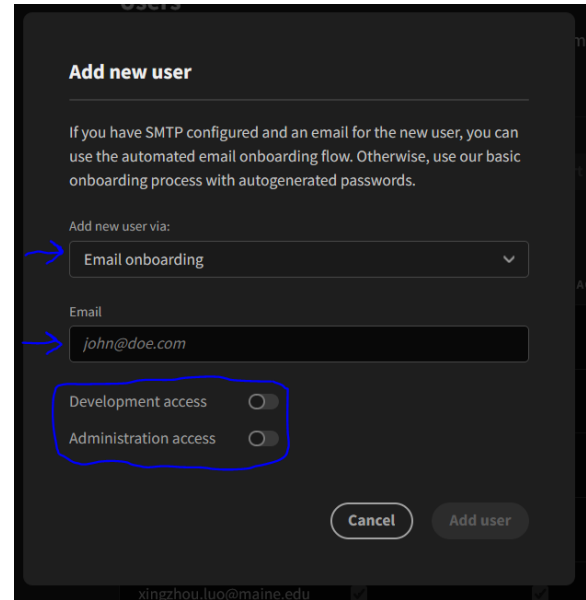 Users
Add new user
If you have SMTP configured and an email for the new user, you can
use the automated email onboarding flow. Otherwise, use our basic
onboarding process with autogenerated passwords.
Add new user via:
Email onboarding
Email
john@doe.com
Development access
Administration access
Cancel
Add user
xingzhou.luo@maine.edu